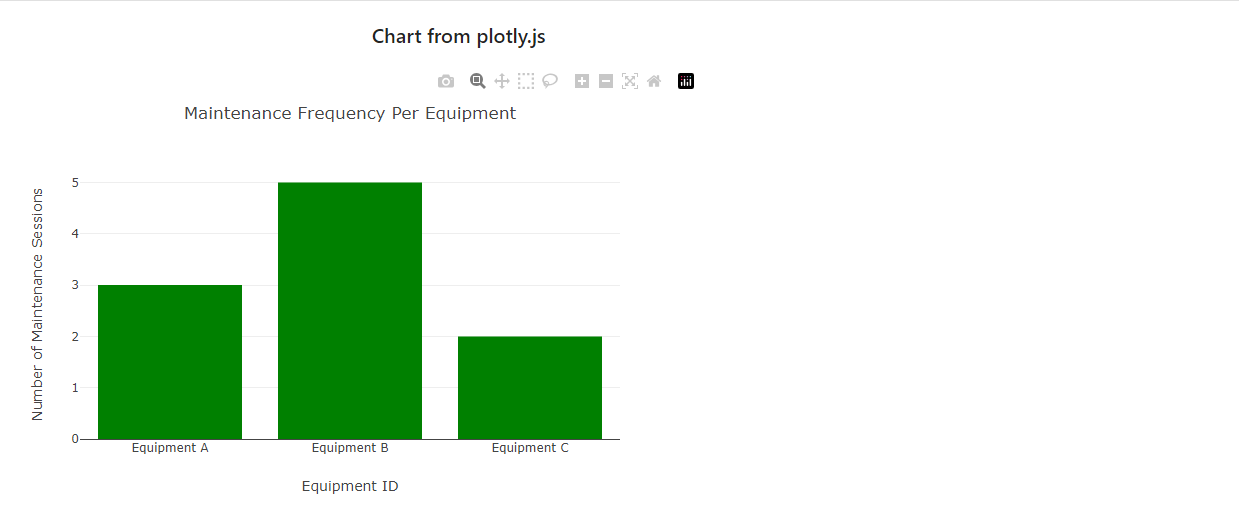 Chart from plotly.js
Maintenance Frequency Per Equipment
Number of Maintenance Sessions
5
4
3
2
1
0
Equipment A Equipment B Equipment C
Equipment ID